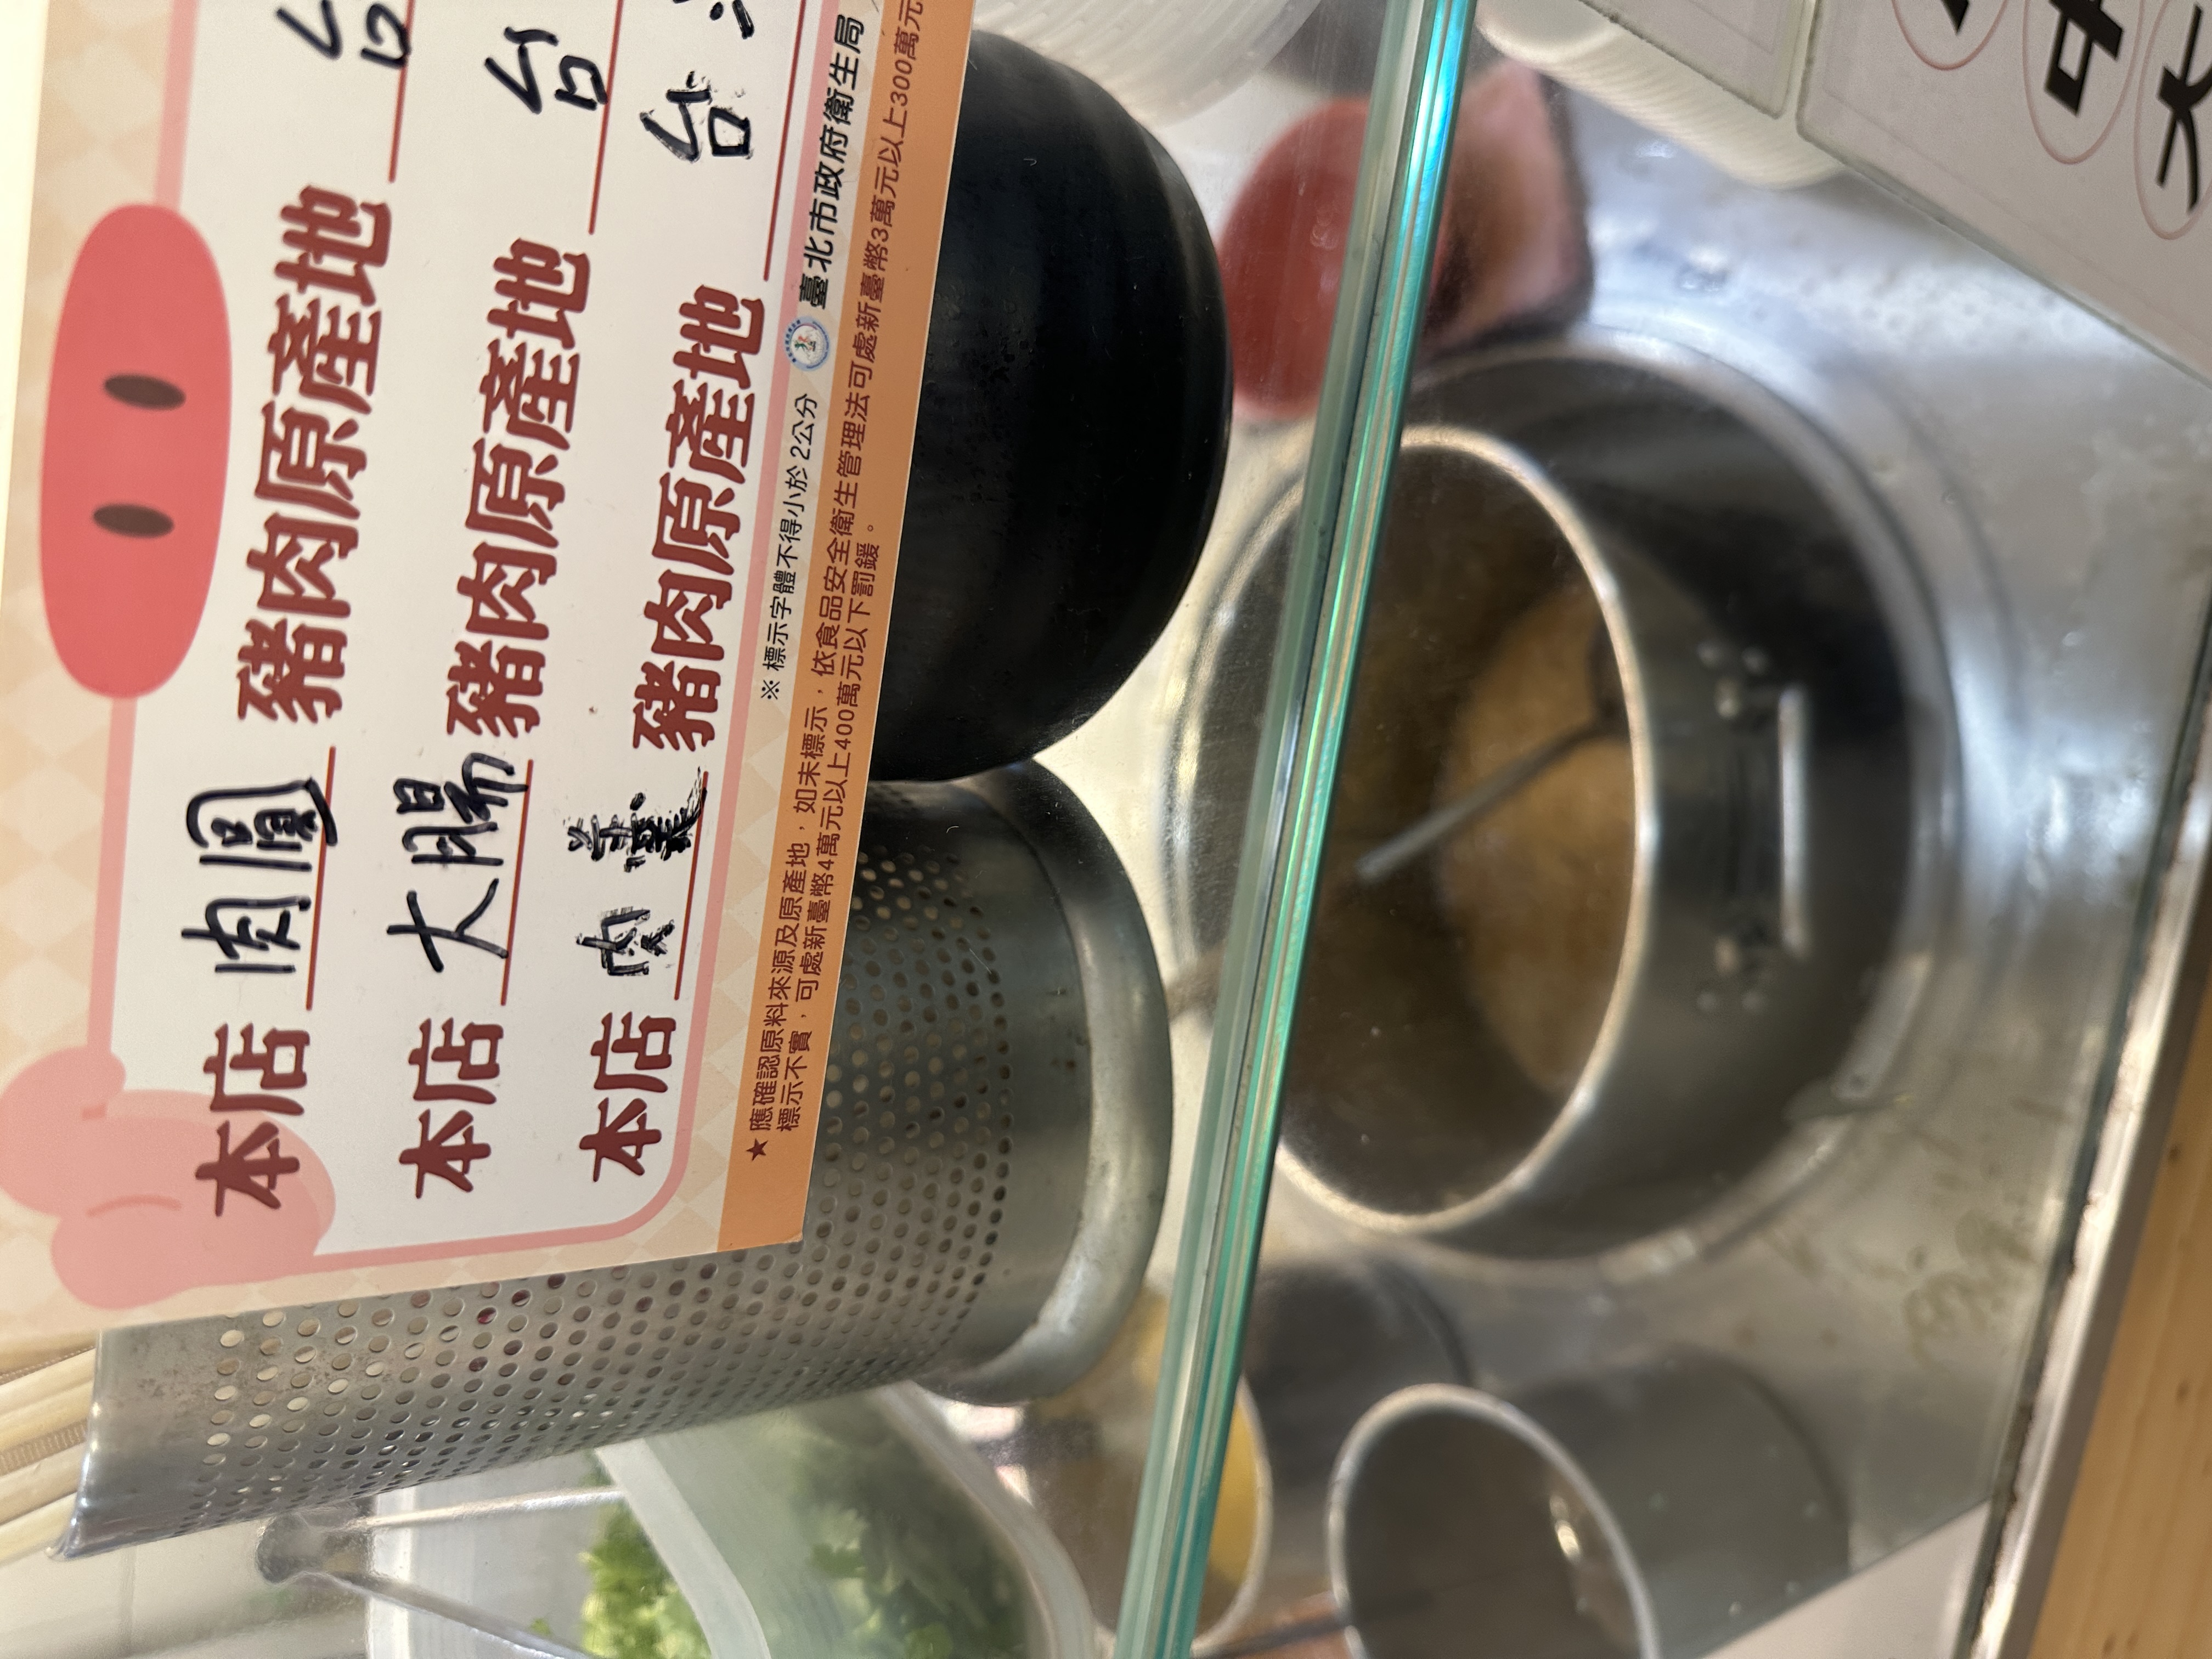 本店 肉圓 豬肉原產地 台
本店 大腸 豬肉原產地 台
本店 肉羹 豬肉原產地 台
※ 標示字體不得小於 2公分 臺北市政府衛生局
★ 應確認原料來源及原產地，如未標示，依食品安全衛生管理法可處新臺幣3萬元以上300萬元
標示不實，可處新臺幣4萬元以上400萬元以下罰鍰。
中
大